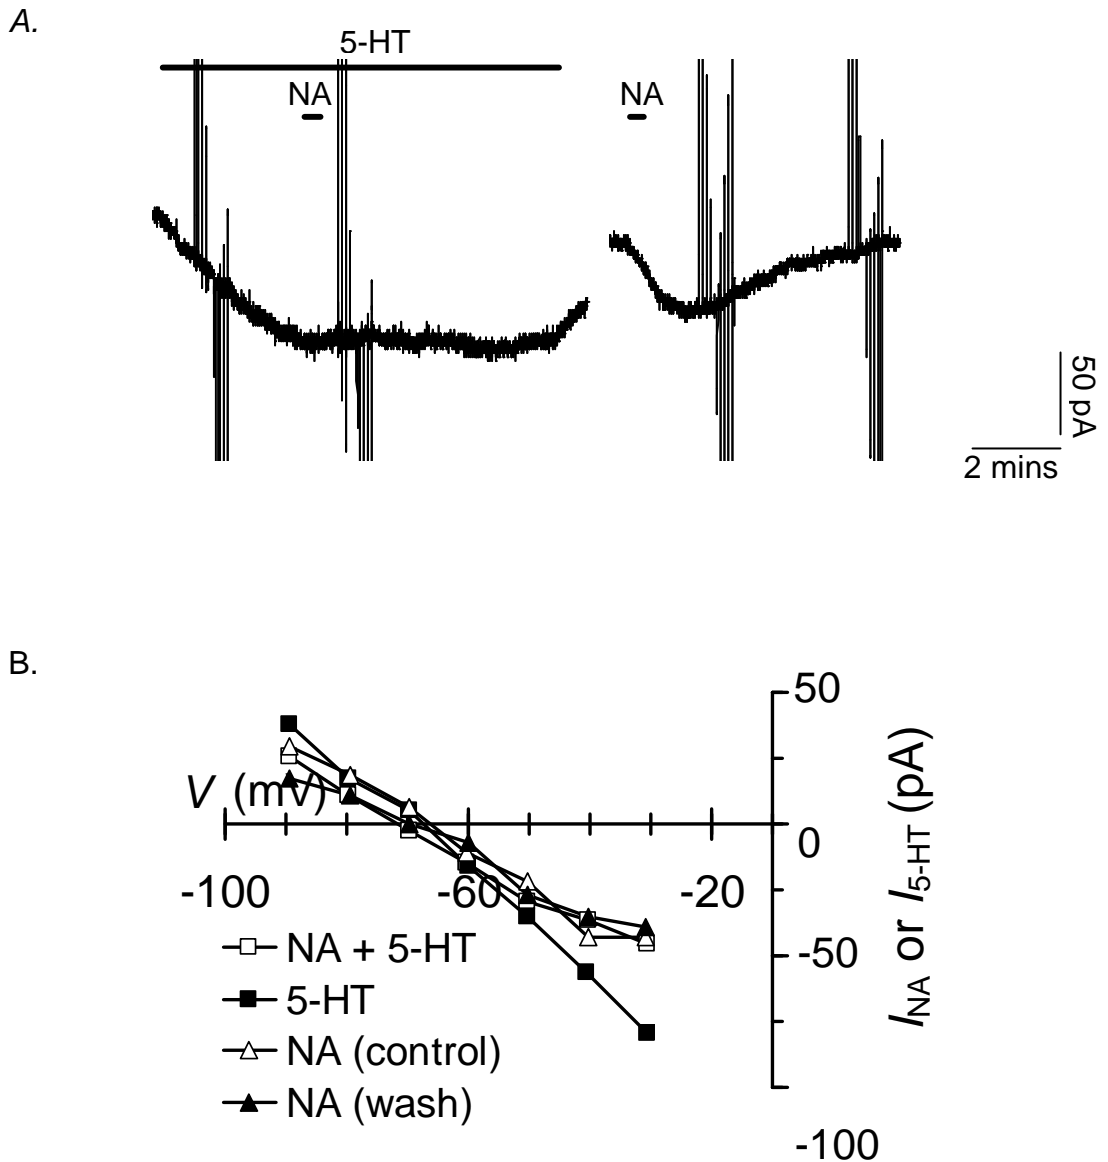 A.
5-HT
NA
NA
50 pA
2 mins
B.
50
V (mV)
0
-100
-60
-20
NA + 5-HT
-50
5-HT
NA (control)
NA (wash)
-100
INA or I5-HT (pA)